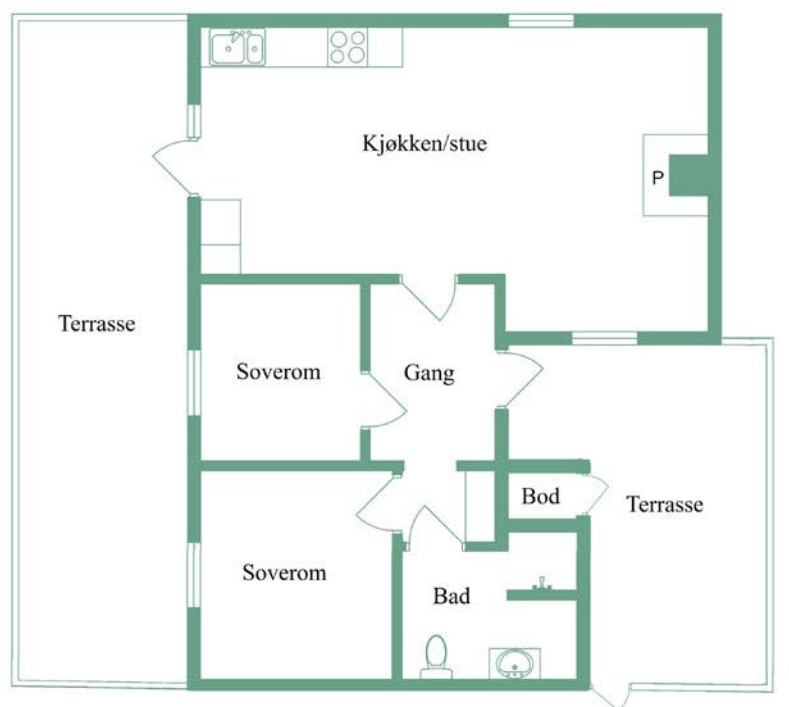 Kjøkken/stue
P
Terrasse
Soverom
Gang
Bod
Terrasse
Soverom
Bad